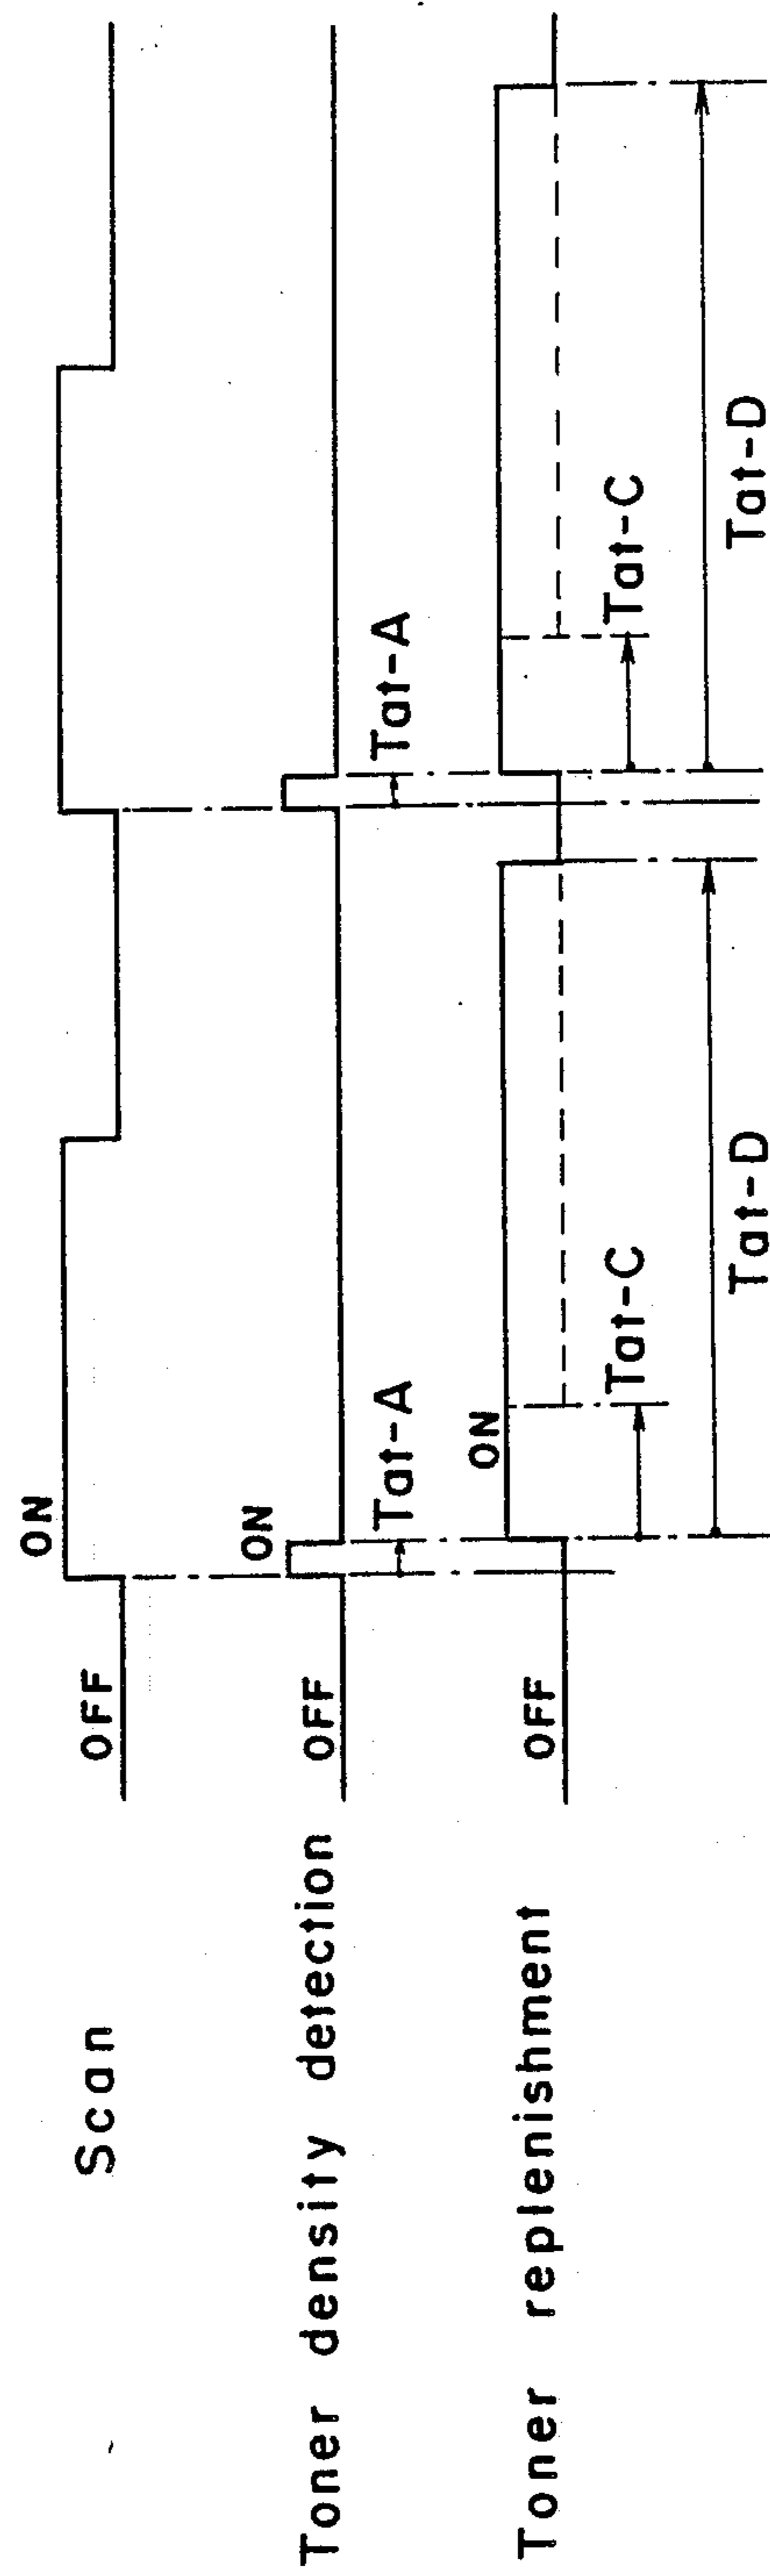 Scan
OFF
ON
Toner density detection
OFF
ON
Tat-A
Tat-A
Toner replenishment
OFF
ON
Tat-C
Tat-C
Tat-D
Tat-D